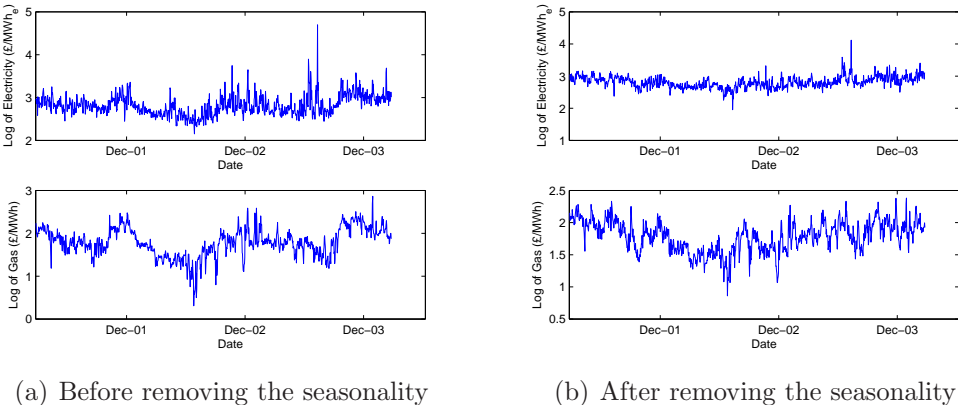 Log of Electricity (£/MWh_e)
5
4
3
2
Dec–01 Dec–02 Dec–03
Date
Log of Gas (£/MWh)
3
2
1
0
Dec–01 Dec–02 Dec–03
Date
(a) Before removing the seasonality
Log of Electricity (£/MWh_e)
5
4
3
2
1
Dec–01 Dec–02 Dec–03
Date
Log of Gas (£/MWh)
2.5
2
1.5
1
0.5
Dec–01 Dec–02 Dec–03
Date
(b) After removing the seasonality